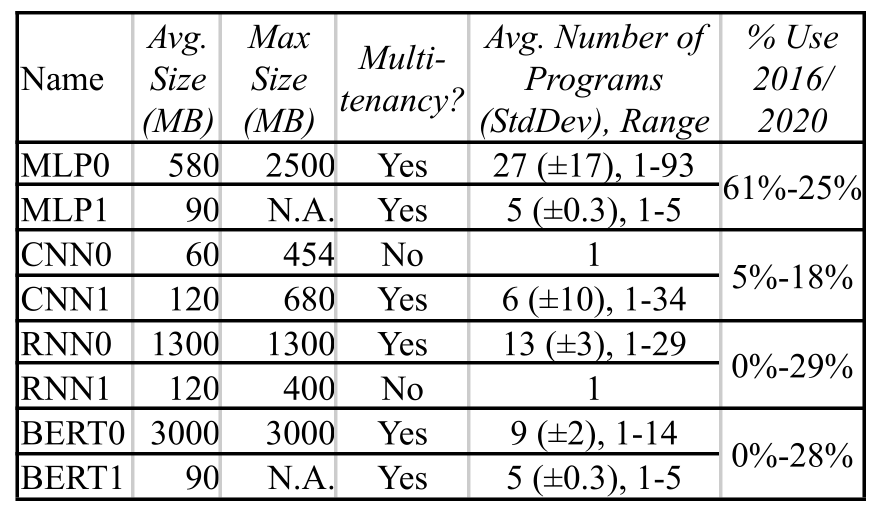 Name Avg. Size (MB) Max Size (MB) Multi-tenancy? Avg. Number of Programs (StdDev), Range % Use 2016/ 2020
MLP0 580 2500 Yes 27 (±17), 1-93 61%-25%
MLP1 90 N.A. Yes 5 (±0.3), 1-5
CNN0 60 454 No 1 5%-18%
CNN1 120 680 Yes 6 (±10), 1-34
RNN0 1300 1300 Yes 13 (±3), 1-29 0%-29%
RNN1 120 400 No 1
BERT0 3000 3000 Yes 9 (±2), 1-14 0%-28%
BERT1 90 N.A. Yes 5 (±0.3), 1-5